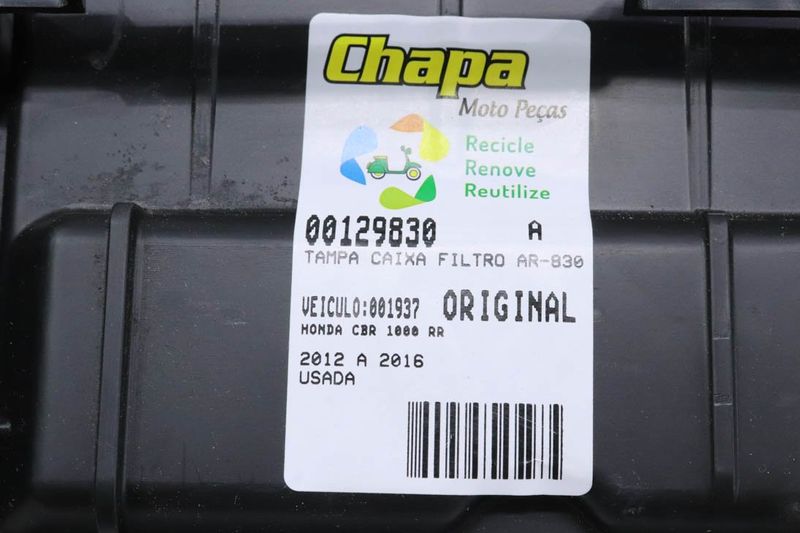 Chapa
Moto Peças
Recicle
Renove
Reutilize
00129830 A
TAMPA CAIXA FILTRO AR-830
VEICULO:001937 ORIGINAL
HONDA CBR 1000 RR
2012 A 2016
USADA